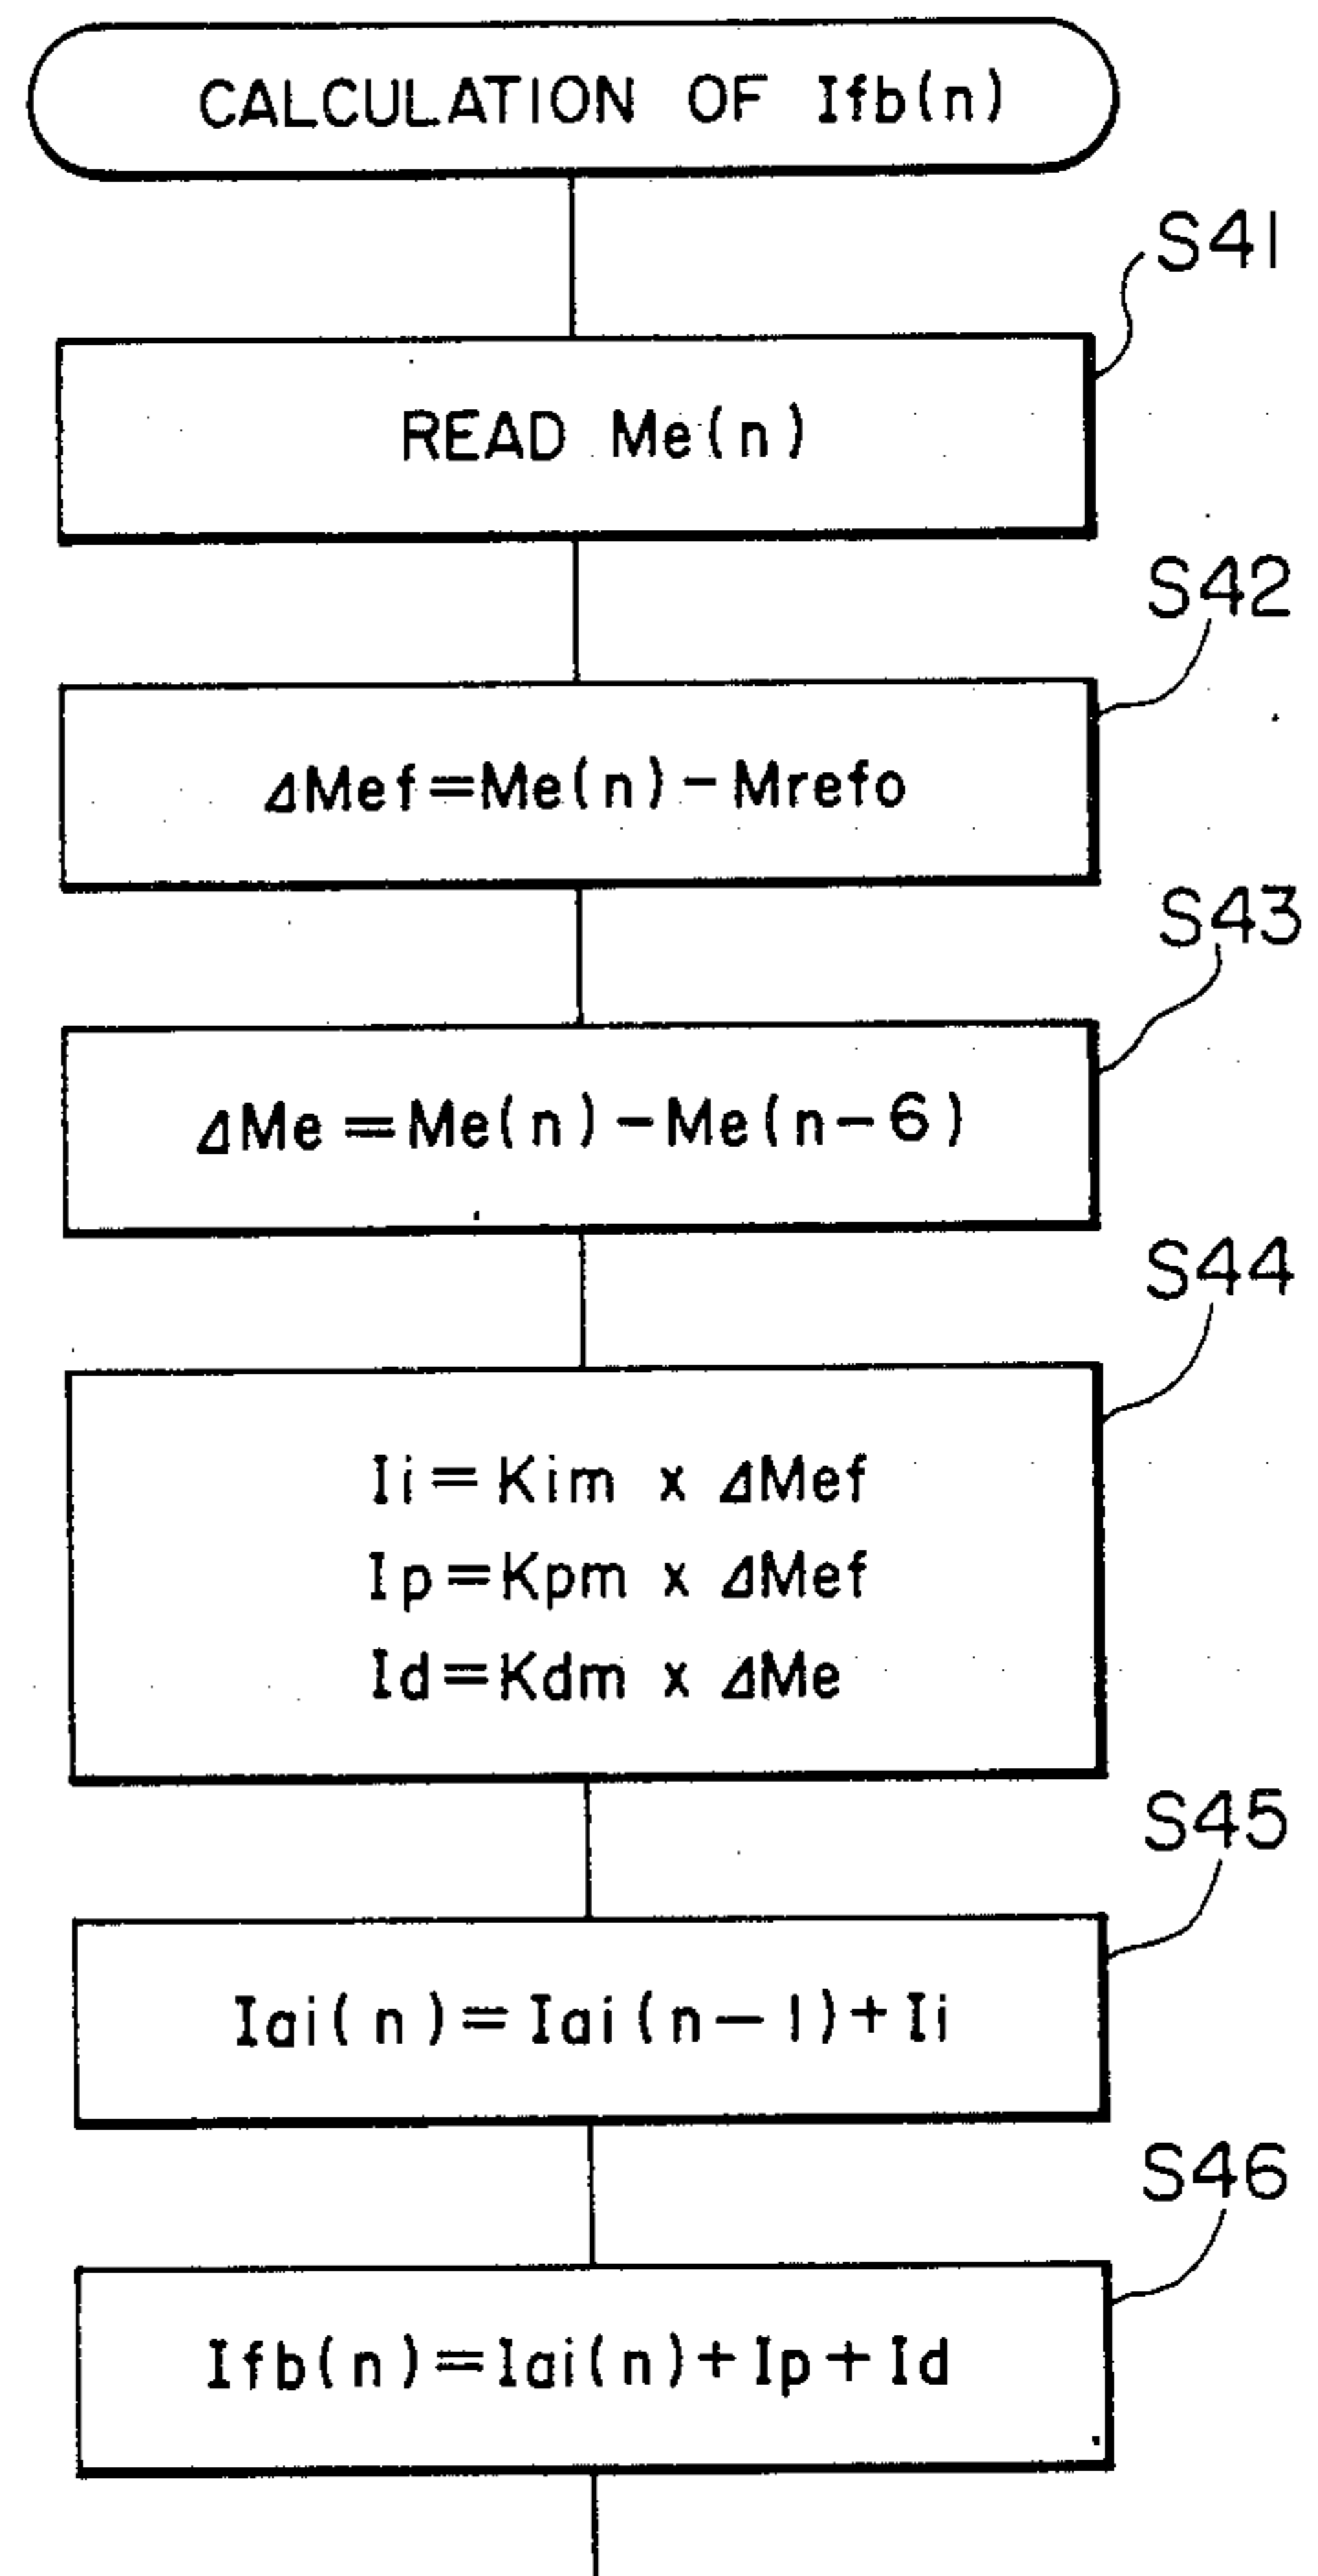 CALCULATION OF Ifb(n)
S41
READ Me(n)
S42
ΔMef=Me(n)-Mrefo
S43
ΔMe=Me(n)-Me(n-6)
S44
Ii=Kim x ΔMef
Ip=Kpm x ΔMef
Id=Kdm x ΔMe
S45
Iai(n)=Iai(n-1)+Ii
S46
Ifb(n)=Iai(n)+Ip+Id